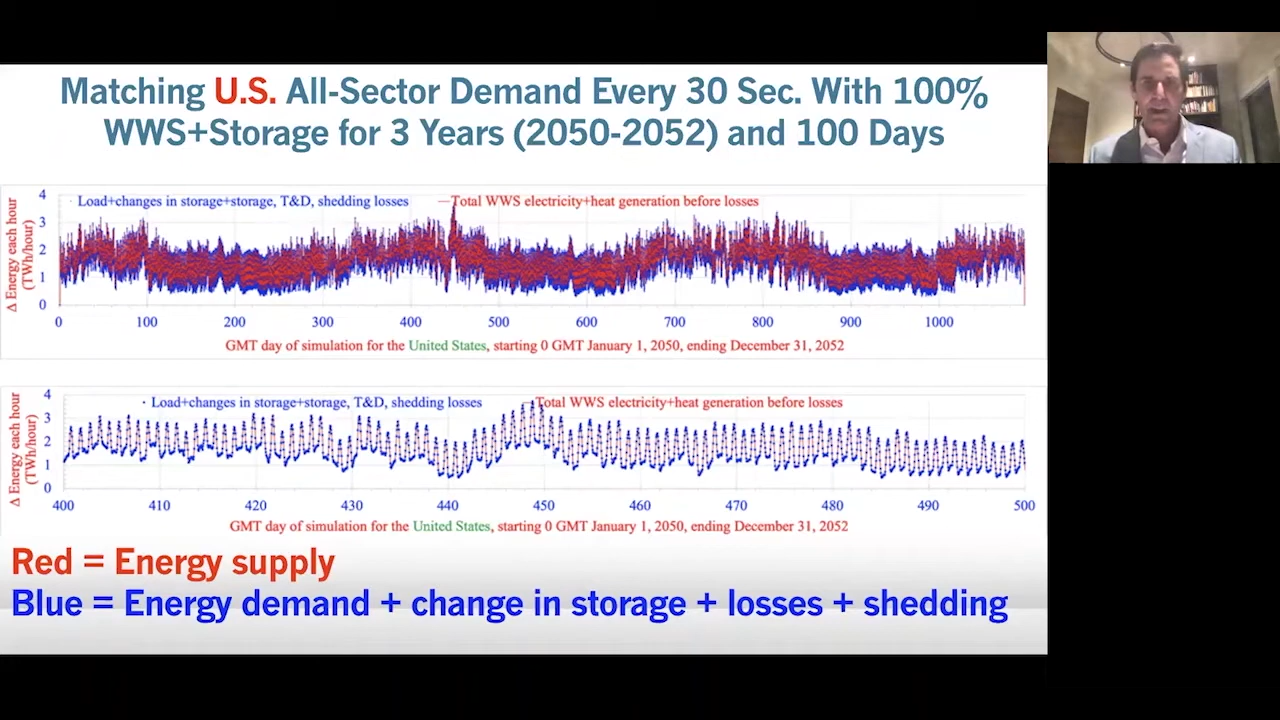 Matching U.S. All-Sector Demand Every 30 Sec. With 100%
WWS+Storage for 3 Years (2050-2052) and 100 Days
Δ Energy each hour
(TWh/hour)
4
3
2
1
0
Load+changes in storage+storage, T&D, shedding losses
Total WWS electricity+heat generation before losses
0 100 200 300 400 500 600 700 800 900 1000
GMT day of simulation for the United States, starting 0 GMT January 1, 2050, ending December 31, 2052
Δ Energy each hour
(TWh/hour)
4
3
2
1
0
Load+changes in storage+storage, T&D, shedding losses
Total WWS electricity+heat generation before losses
400 410 420 430 440 450 460 470 480 490 500
GMT day of simulation for the United States, starting 0 GMT January 1, 2050, ending December 31, 2052
Red = Energy supply
Blue = Energy demand + change in storage + losses + shedding